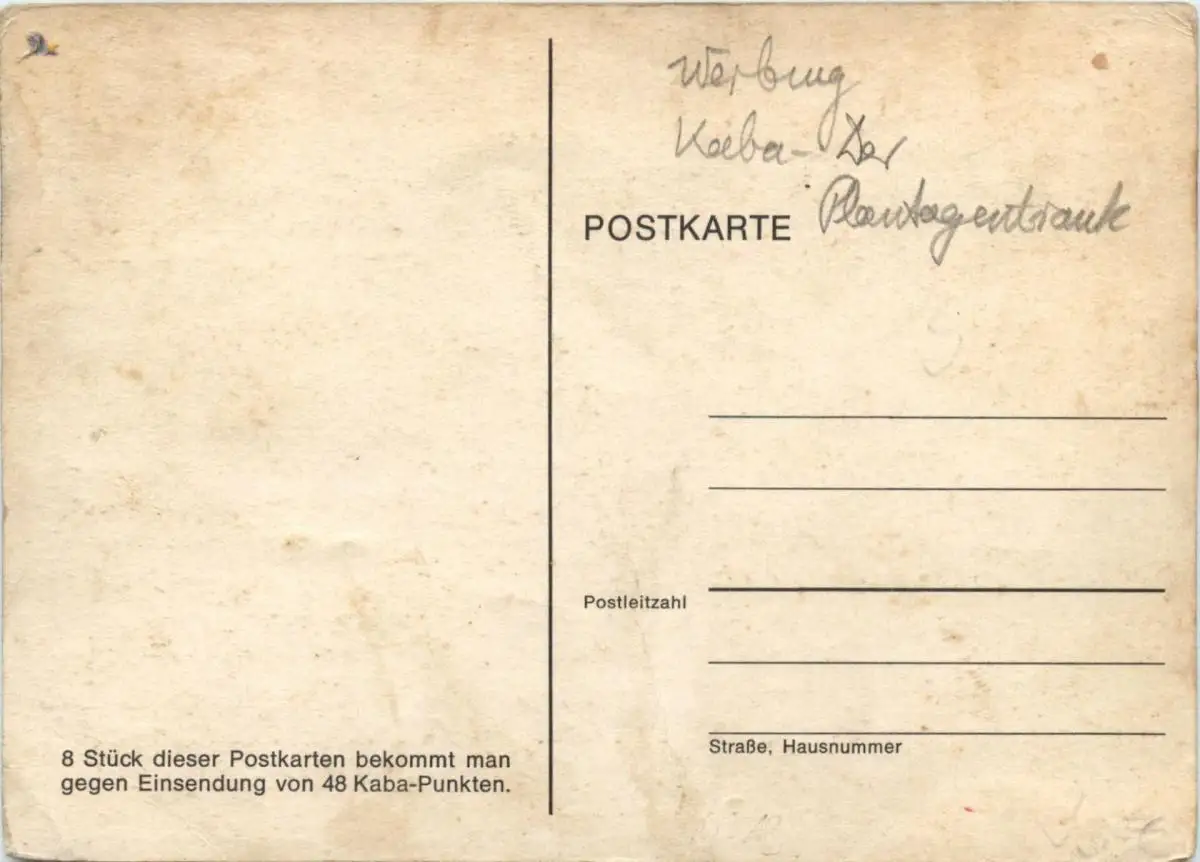 Werbung
Kaba - Der
Plantagentrank
POSTKARTE
Postleitzahl
Straße, Hausnummer
8 Stück dieser Postkarten bekommt man
gegen Einsendung von 48 Kaba-Punkten.